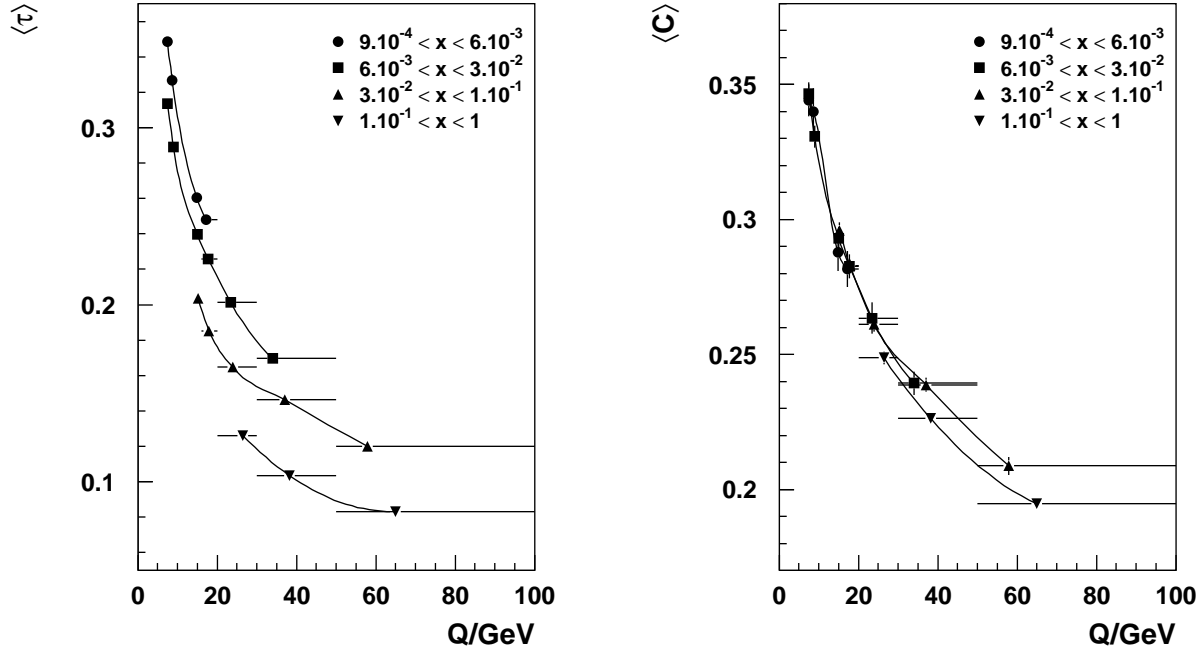 ⟨τ⟩
9.10⁻⁴ < x < 6.10⁻³
6.10⁻³ < x < 3.10⁻²
3.10⁻² < x < 1.10⁻¹
1.10⁻¹ < x < 1
0.3
0.2
0.1
0 20 40 60 80 100
Q/GeV
⟨C⟩
9.10⁻⁴ < x < 6.10⁻³
6.10⁻³ < x < 3.10⁻²
3.10⁻² < x < 1.10⁻¹
1.10⁻¹ < x < 1
0.35
0.3
0.25
0.2
0 20 40 60 80 100
Q/GeV